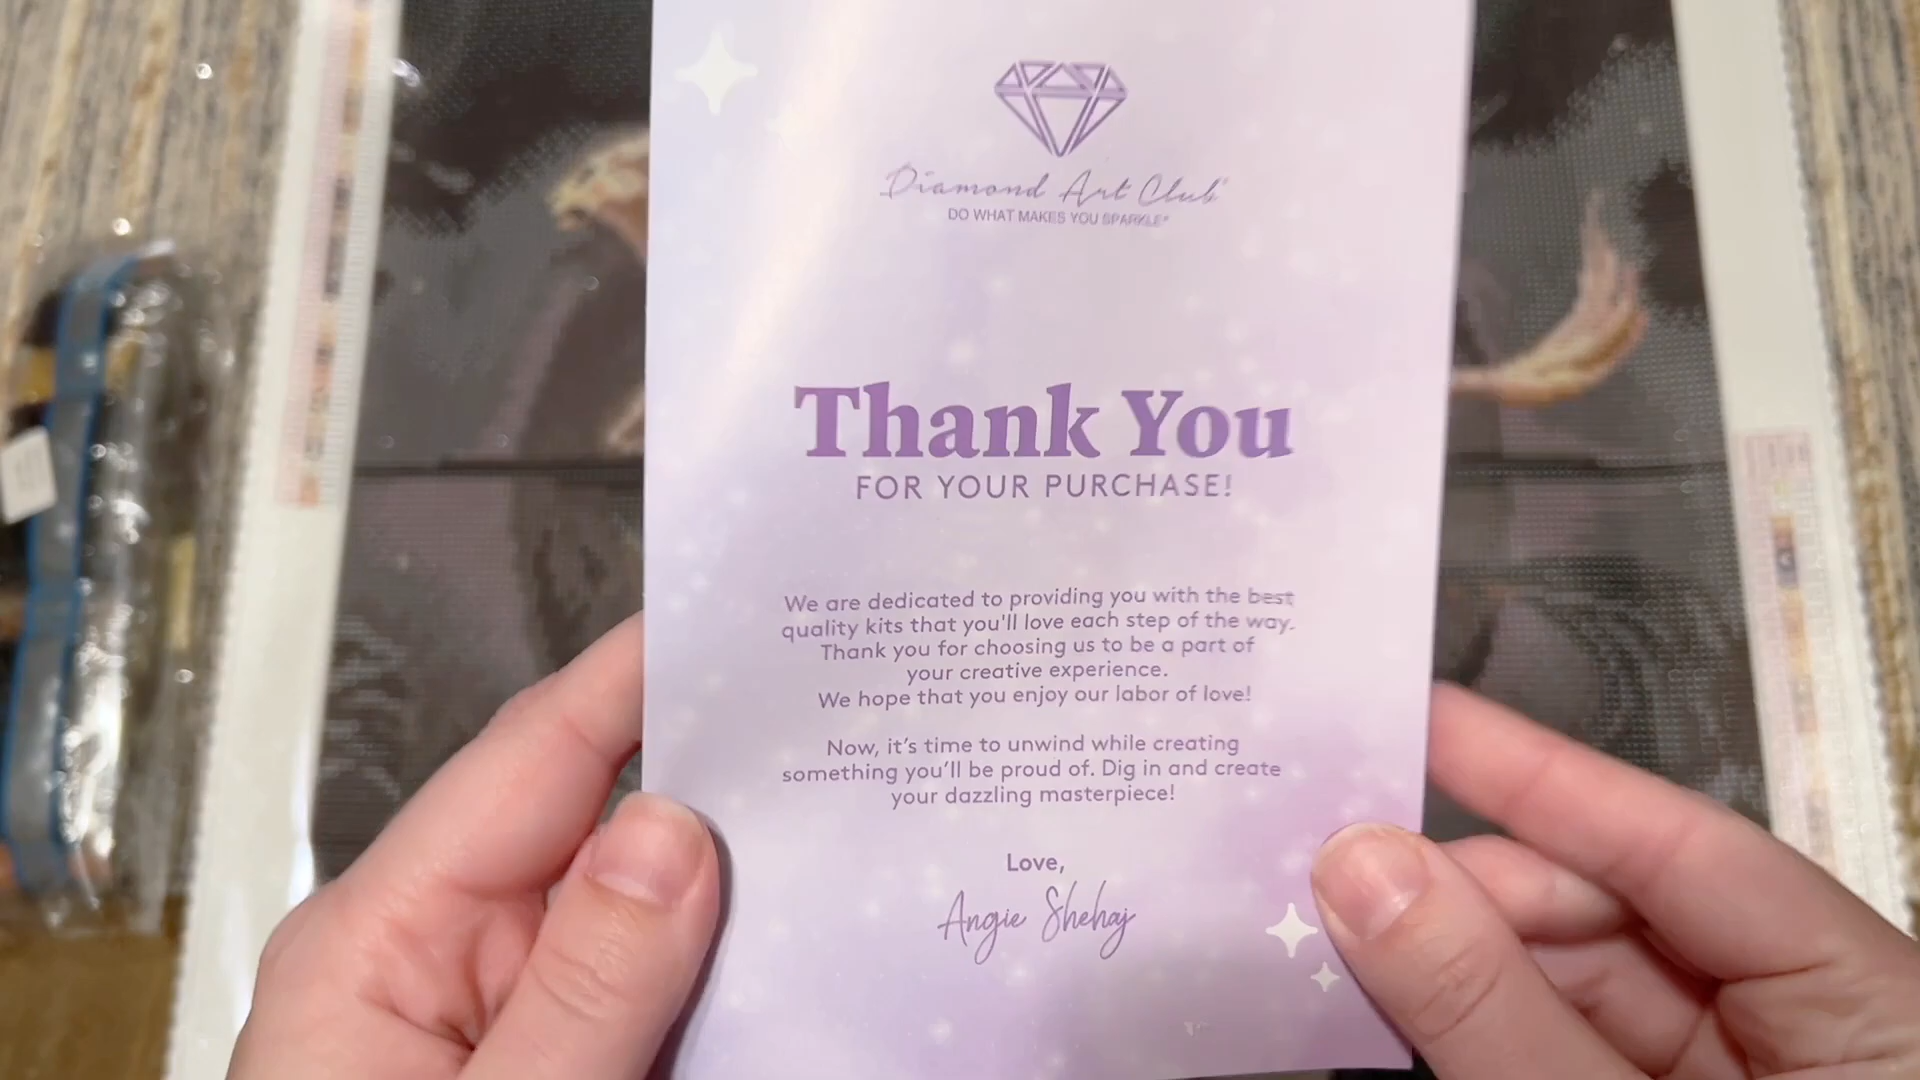 Diamond Art Club
DO WHAT MAKES YOU SPARKLE®
Thank You
FOR YOUR PURCHASE!
We are dedicated to providing you with the best
quality kits that you'll love each step of the way.
Thank you for choosing us to be a part of
your creative experience.
We hope that you enjoy our labor of love!
Now, it's time to unwind while creating
something you'll be proud of. Dig in and create
your dazzling masterpiece!
Love,
Angie Shehaj